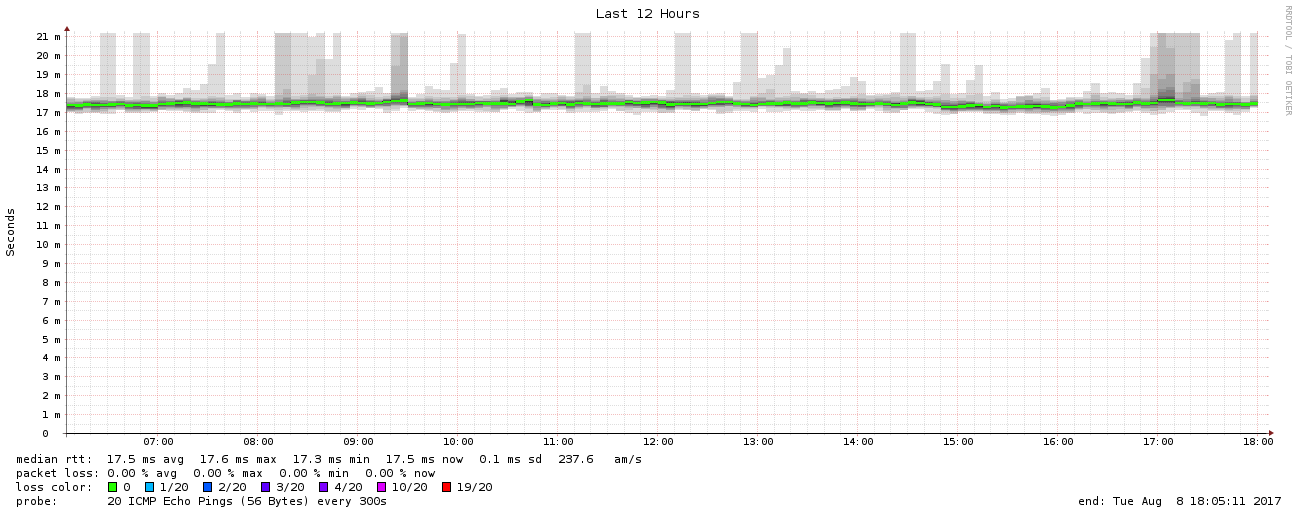 Last 12 Hours
RRDTOOL / TOBI OETIKER
Seconds
21 m
20 m
19 m
18 m
17 m
16 m
15 m
14 m
13 m
12 m
11 m
10 m
9 m
8 m
7 m
6 m
5 m
4 m
3 m
2 m
1 m
0
07:00 08:00 09:00 10:00 11:00 12:00 13:00 14:00 15:00 16:00 17:00 18:00
median rtt: 17.5 ms avg 17.6 ms max 17.3 ms min 17.5 ms now 0.1 ms sd 237.6 am/s
packet loss: 0.00 % avg 0.00 % max 0.00 % min 0.00 % now
loss color: 0 1/20 2/20 3/20 4/20 10/20 19/20
probe: 20 ICMP Echo Pings (56 Bytes) every 300s end: Tue Aug 8 18:05:11 2017